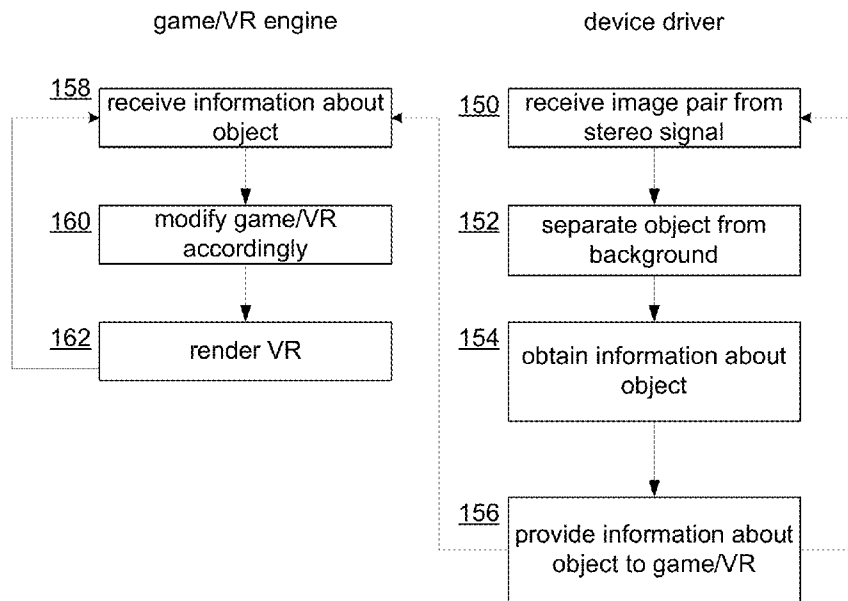 game/VR engine
158
receive information about
object
160
modify game/VR
accordingly
162
render VR
device driver
150
receive image pair from
stereo signal
152
separate object from
background
154
obtain information about
object
156
provide information about
object to game/VR